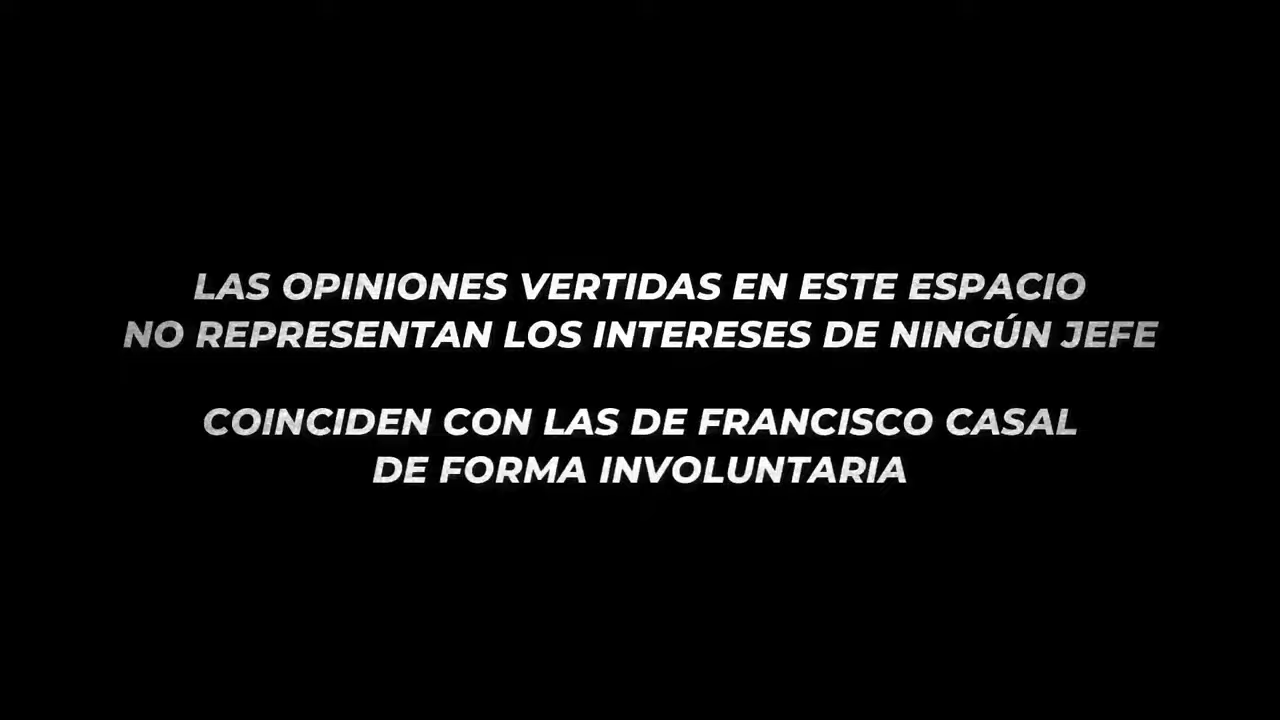 LAS OPINIONES VERTIDAS EN ESTE ESPACIO
NO REPRESENTAN LOS INTERESES DE NINGÚN JEFE
COINCIDEN CON LAS DE FRANCISCO CASAL
DE FORMA INVOLUNTARIA